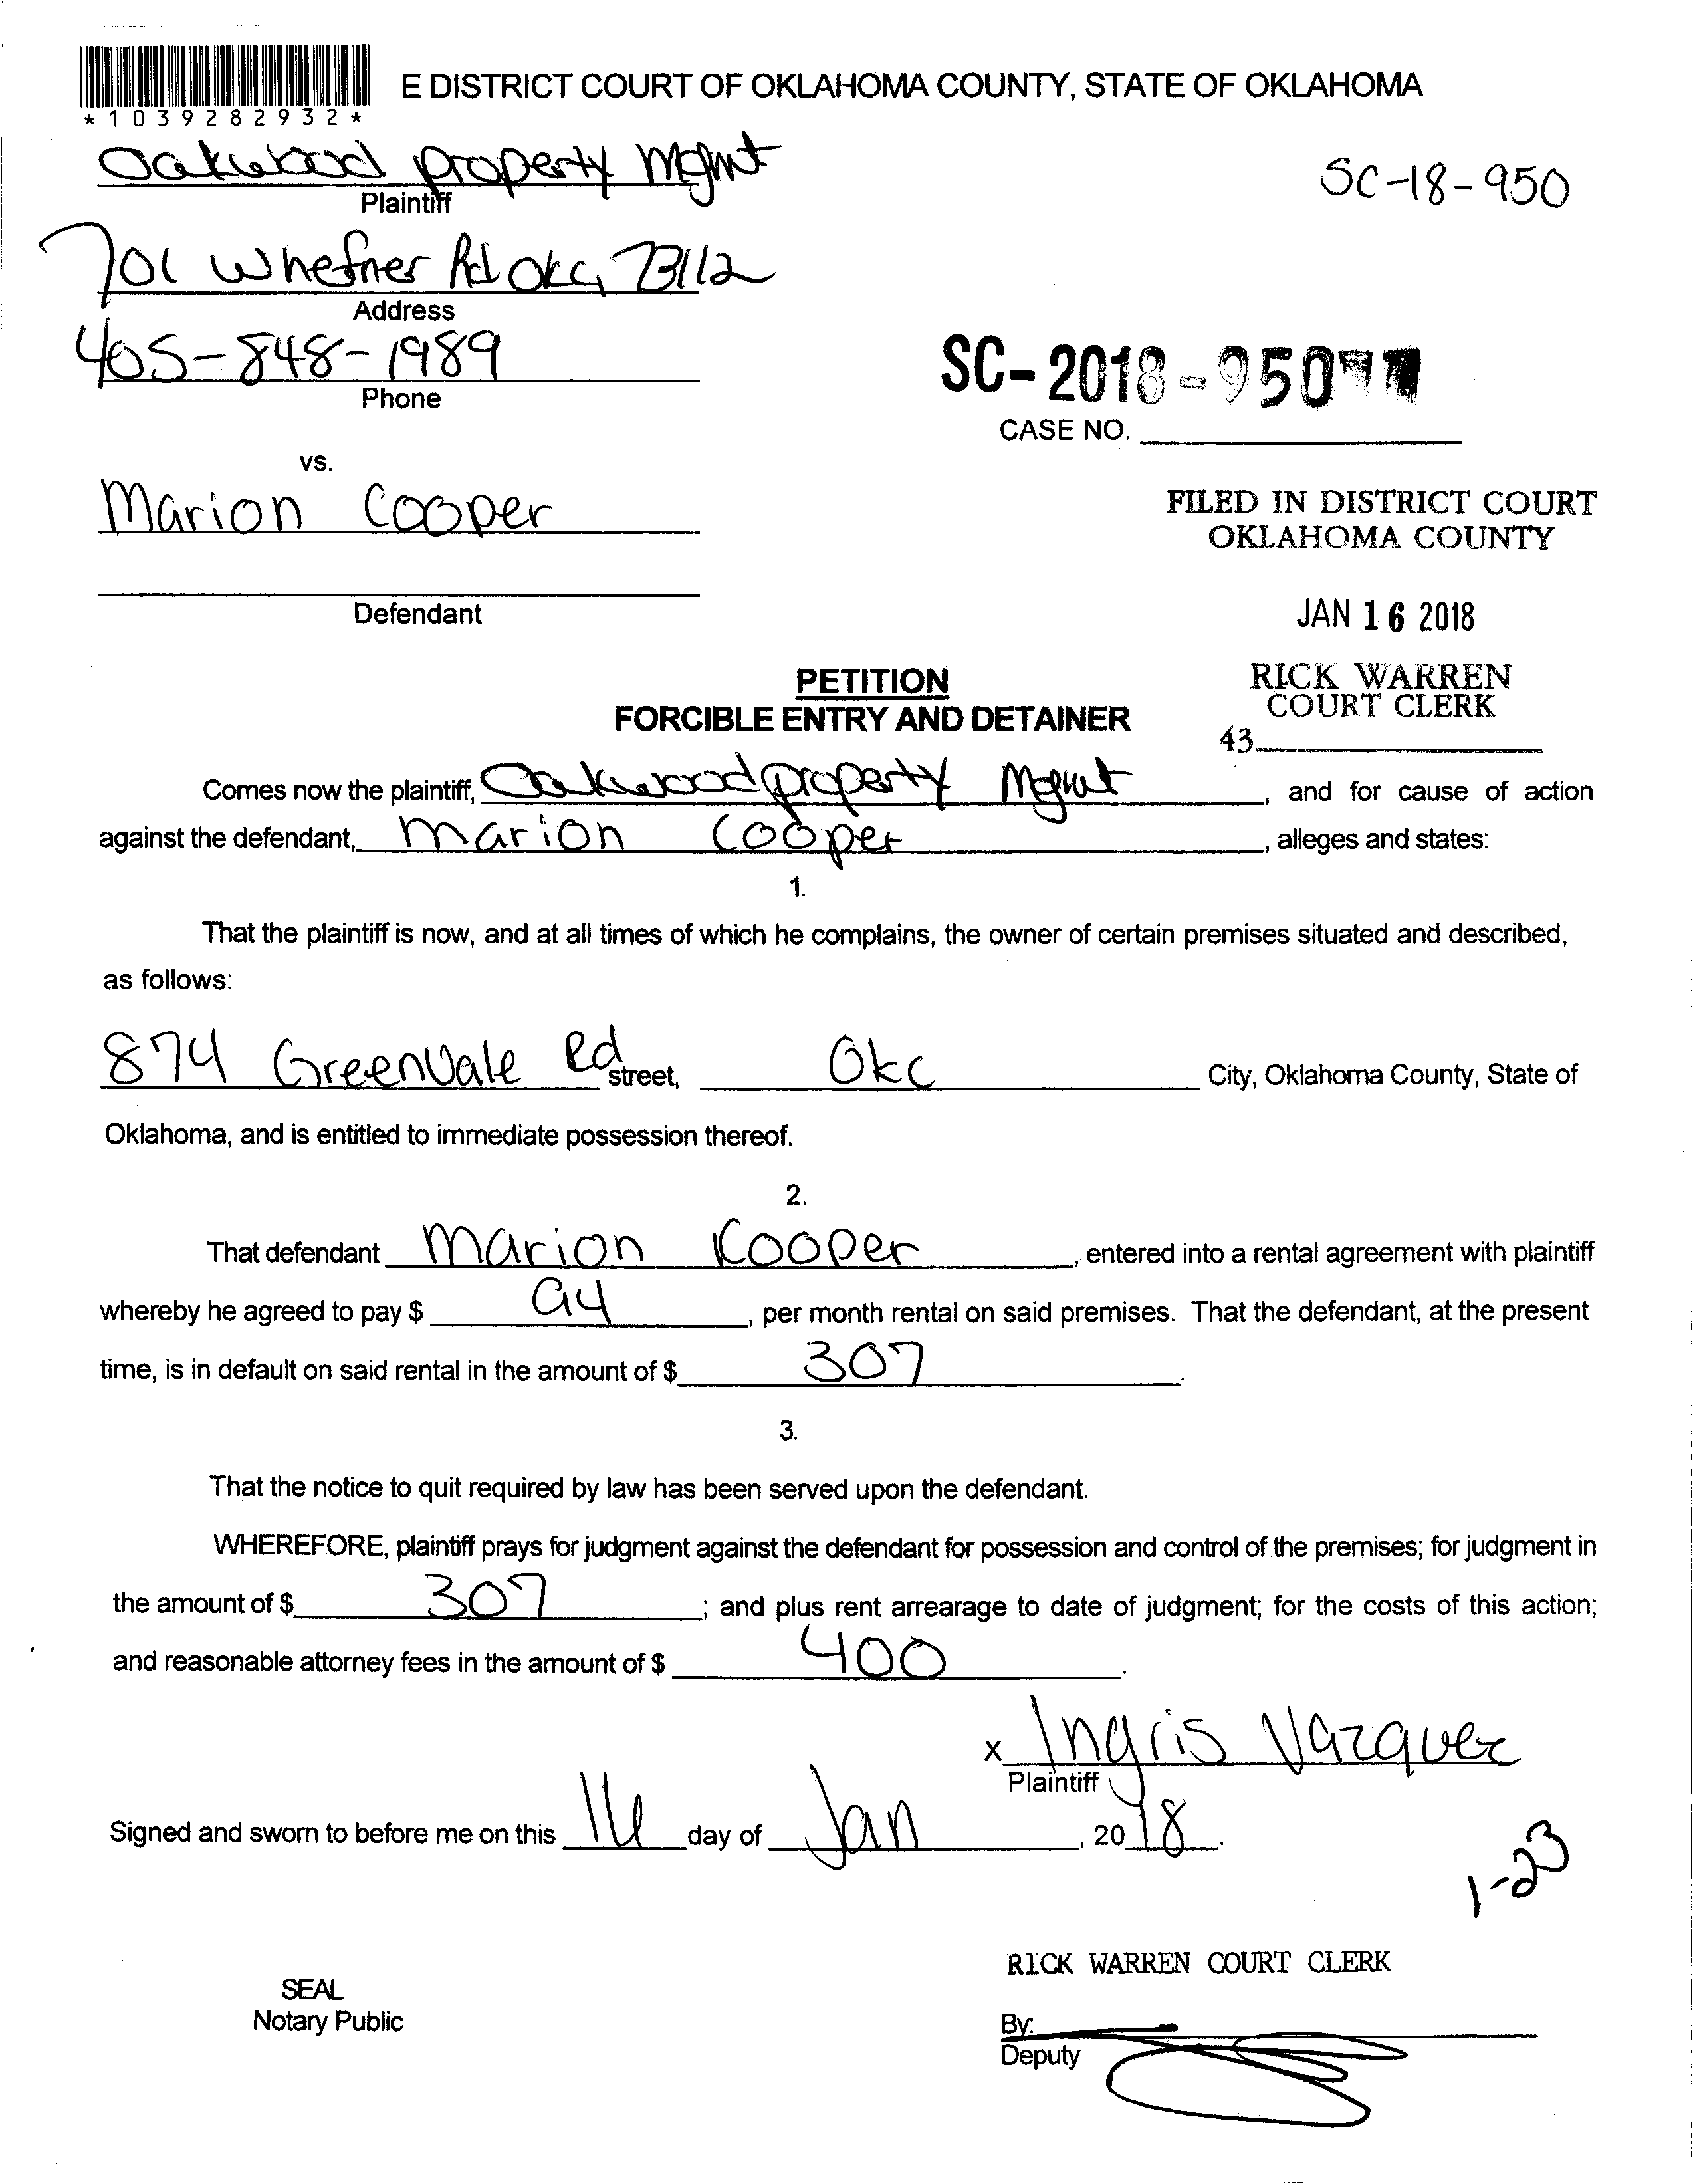 *1039282932*
E DISTRICT COURT OF OKLAHOMA COUNTY, STATE OF OKLAHOMA
Oakwood property Mgmt
Plaintiff
SC-18-950
701 Whefner Rd OKC, 73112
Address
405-848-1989
Phone
SC-2018-950
CASE NO.
vs.
Marion Cooper
Defendant
FILED IN DISTRICT COURT
OKLAHOMA COUNTY
JAN 16 2018
RICK WARREN
COURT CLERK
43
PETITION
FORCIBLE ENTRY AND DETAINER
Comes now the plaintiff, Oakwood property Mgmt, and for cause of action
against the defendant, Marion Cooper, alleges and states:
1.
That the plaintiff is now, and at all times of which he complains, the owner of certain premises situated and described,
as follows:
874 GreenVale Rd street, Okc City, Oklahoma County, State of
Oklahoma, and is entitled to immediate possession thereof.
2.
That defendant Marion Cooper, entered into a rental agreement with plaintiff
whereby he agreed to pay $ 94, per month rental on said premises. That the defendant, at the present
time, is in default on said rental in the amount of $ 307.
3.
That the notice to quit required by law has been served upon the defendant.
WHEREFORE, plaintiff prays for judgment against the defendant for possession and control of the premises; for judgment in
the amount of $ 307; and plus rent arrearage to date of judgment; for the costs of this action;
and reasonable attorney fees in the amount of $ 400.
x Ingris Vazquez
Plaintiff
Signed and sworn to before me on this 16 day of Jan, 2018.
1-23
RICK WARREN COURT CLERK
SEAL
Notary Public
By:
Deputy